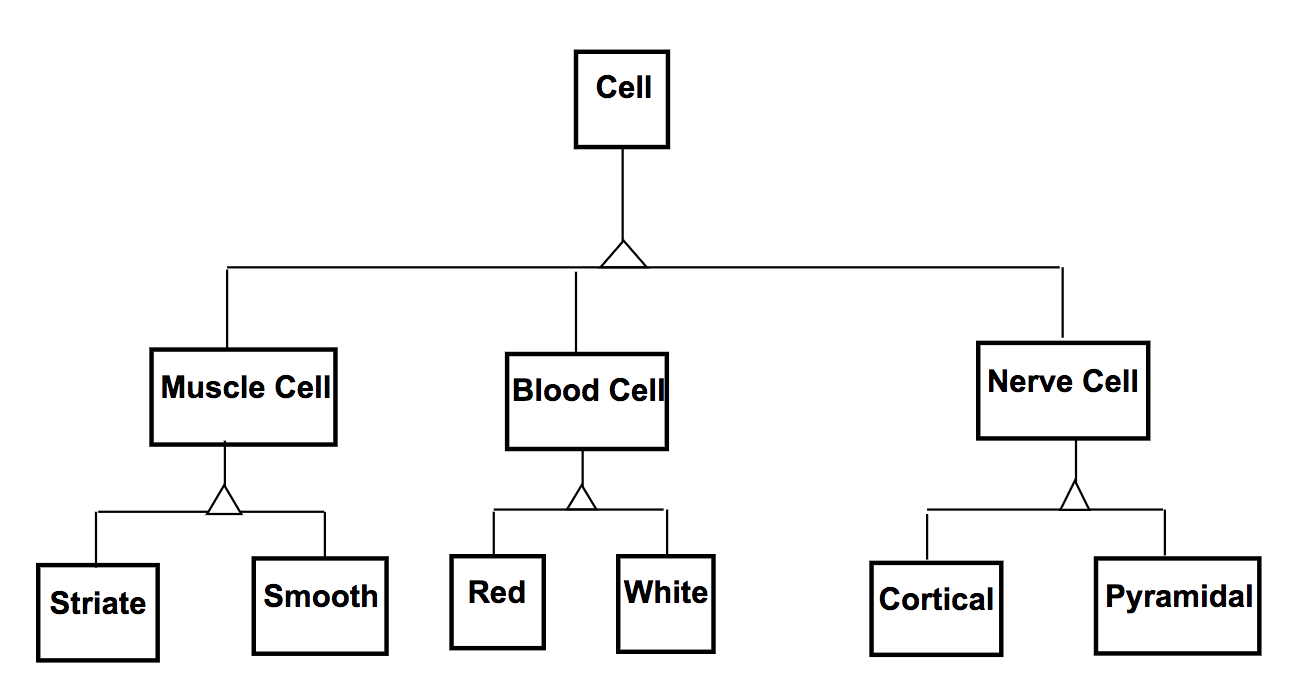 Cell
Muscle Cell
Blood Cell
Nerve Cell
Striate
Smooth
Red
White
Cortical
Pyramidal